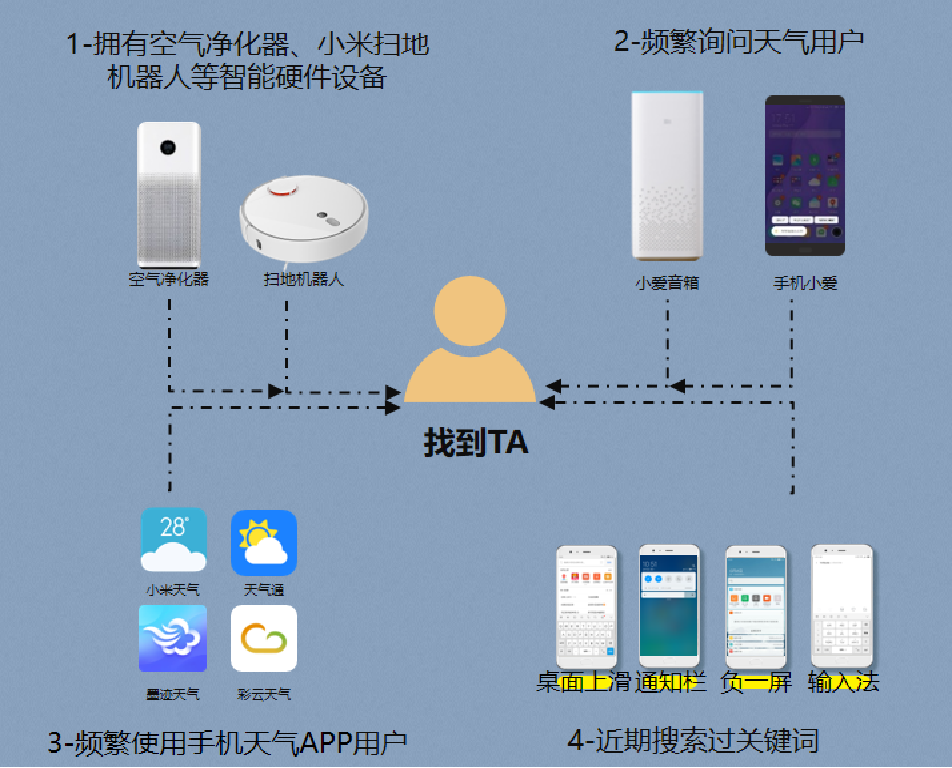 1-拥有空气净化器、小米扫地
机器人等智能硬件设备
2-频繁询问天气用户
空气净化器
扫地机器人
小爱音箱
手机小爱
找到TA
28°
小米天气
天气通
墨迹天气
彩云天气
桌面上滑
通知栏
负一屏
输入法
3-频繁使用手机天气APP用户
4-近期搜索过关键词